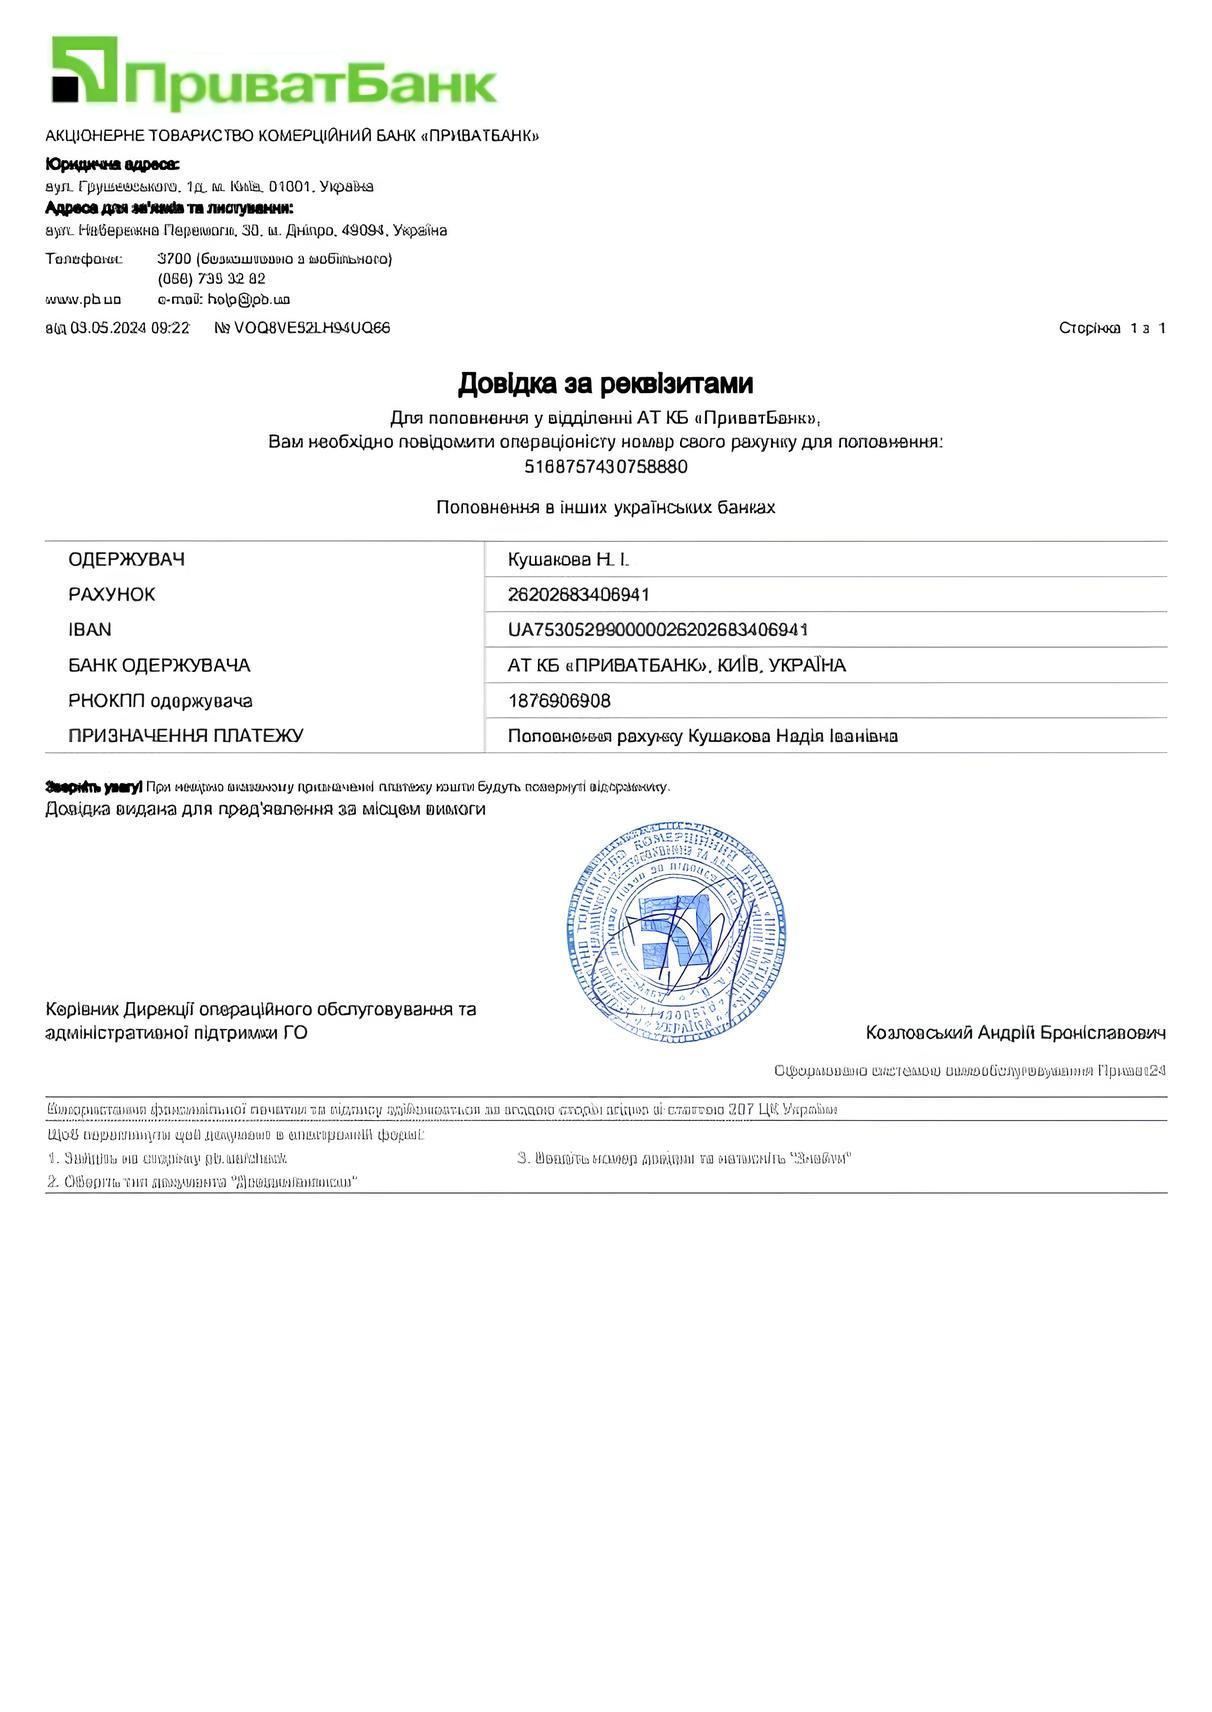 ПриватБанк
АКЦІОНЕРНЕ ТОВАРИСТВО КОМЕРЦІЙНИЙ БАНК «ПРИВАТБАНК»
Юридична адреса:
вул. Грушевського, 1д, м. Київ, 01001, Україна
Адреса для зв'язків та листування:
вул. Набережна Перемоги, 30, м. Дніпро, 49094, Україна
Телефони: 3700 (безкоштовно з мобільного)
(056) 735 32 82
www.pb.ua e-mail: help@pb.ua
від 03.05.2024 09:22 № VOQ8VE52LH94UQ66
Сторінка 1 з 1
Довідка за реквізитами
Для поповнення у відділенні АТ КБ «ПриватБанк»,
Вам необхідно повідомити операціоністу номер свого рахунку для поповнення:
5168757430758880
Поповнення в інших українських банках
ОДЕРЖУВАЧ Кушакова Н. І.
РАХУНОК 26202683406941
IBAN UA753052990000026202683406941
БАНК ОДЕРЖУВАЧА АТ КБ «ПРИВАТБАНК», КИЇВ, УКРАЇНА
РНОКПП одержувача 1876906908
ПРИЗНАЧЕННЯ ПЛАТЕЖУ Поповнення рахунку Кушакова Надія Іванівна
Зверніть увагу! При невірно вказаному призначенні платежу кошти будуть повернуті відправнику.
Довідка видана для пред'явлення за місцем вимоги
Керівник Дирекції операційного обслуговування та
адміністративної підтримки ГО
Козловський Андрій Броніславович
Оформлено системою самообслуговування Приват24
Використання факсимільної печатки та підпису здійснюється за згодою сторін згідно зі статтею 207 ЦК України
Щоб переглянути цей документ в електронній формі:
1. Зайдіть на сторінку pb.ua/check
3. Введіть номер довідки та натисніть "Знайти"
2. Оберіть тип документа